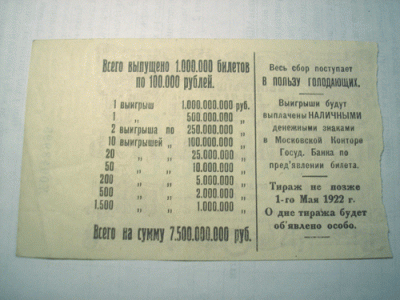 Всего выпущено 1.000.000 билетов
по 100.000 рублей.
1 выигрыш 1.000.000.000 руб.
1 „ 500.000.000 „
2 выигрыша по 250.000.000 „
10 выигрышей „ 100.000.000 „
20 „ „ 25.000.000 „
50 „ „ 10.000.000 „
200 „ „ 5.000.000 „
500 „ „ 2.000.000 „
1.500 „ „ 1.000.000 „
Всего на сумму 7.500.000.000 руб.
Весь сбор поступает
В ПОЛЬЗУ ГОЛОДАЮЩИХ.
Выигрыши будут
выплачены НАЛИЧНЫМИ
денежными знаками
в Московской Конторе
Госуд. Банка по
пред'явлении билета.
Тираж не позже
1-го Мая 1922 г.
О дне тиража будет
об'явлено особо.